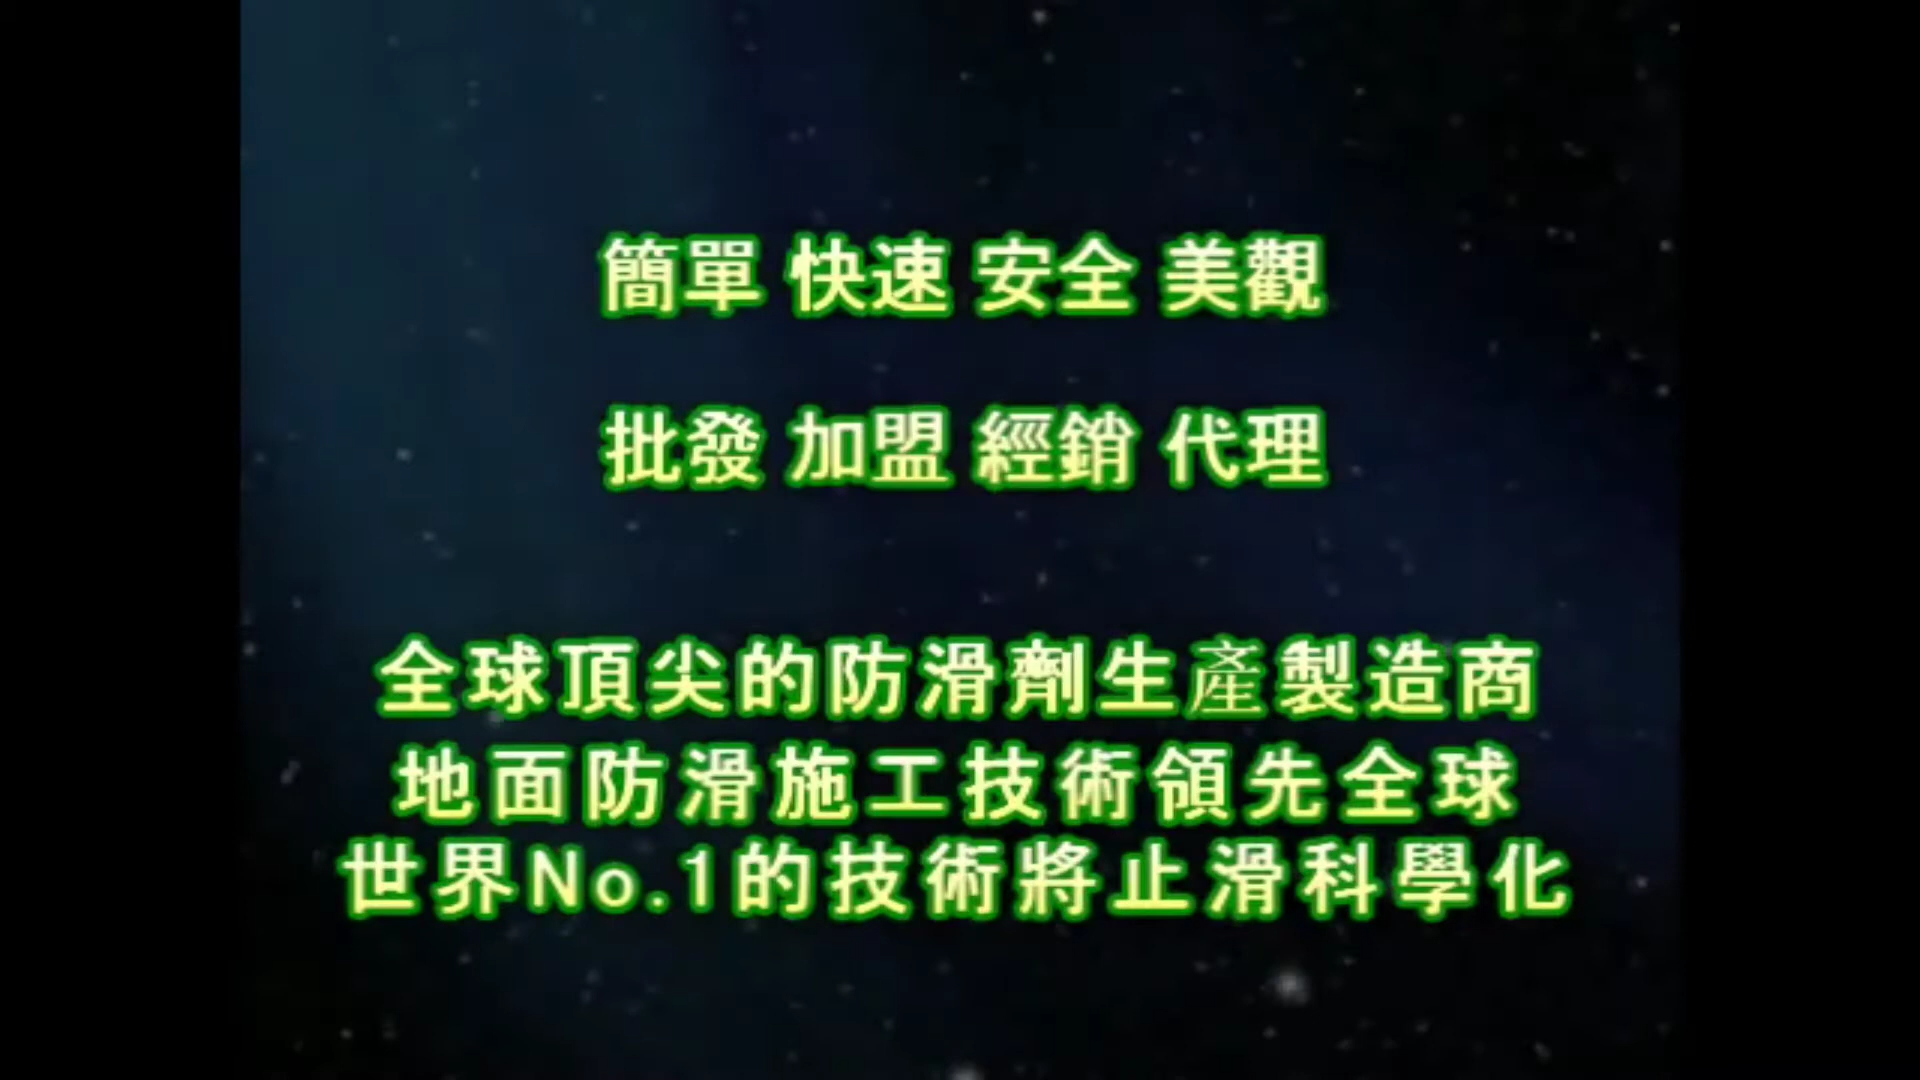 簡單 快速 安全 美觀
批發 加盟 經銷 代理
全球頂尖的防滑劑生產製造商
地面防滑施工技術領先全球
世界No.1的技術將止滑科學化